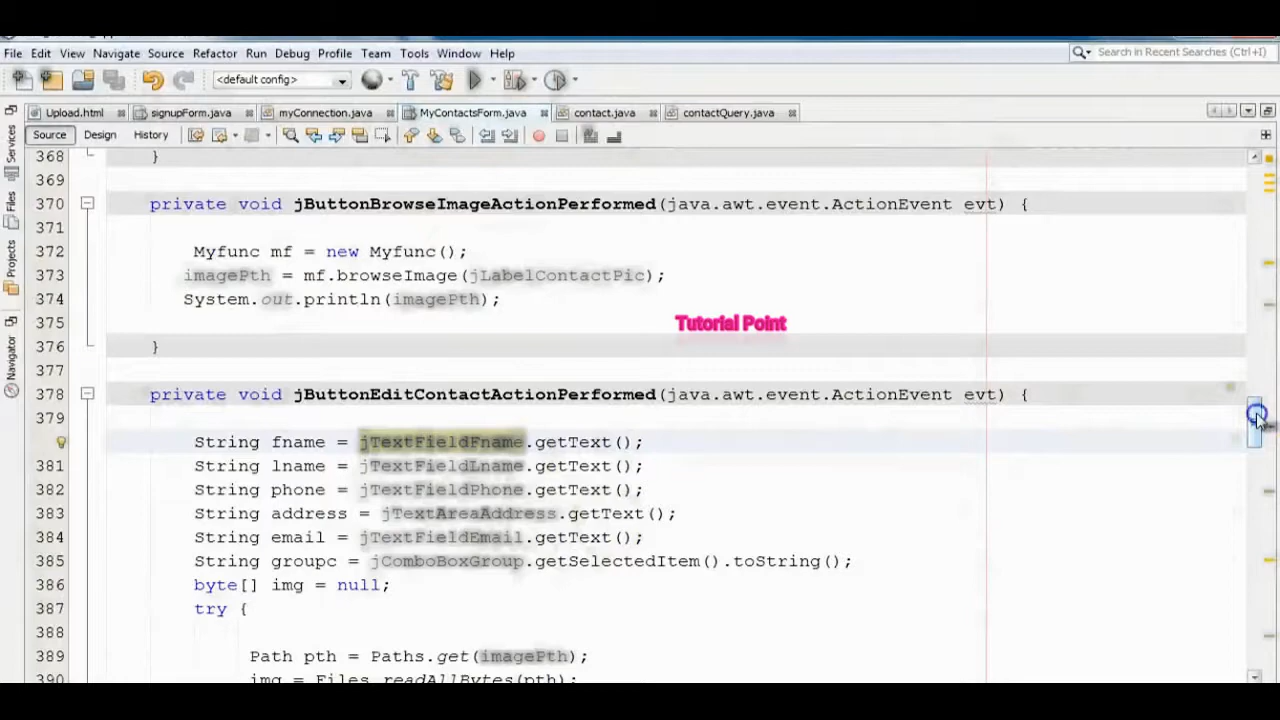 File Edit View Navigate Source Refactor Run Debug Profile Team Tools Window Help
Search in Recent Searches (Ctrl+I)
<default config>
Upload.html signupForm.java myConnection.java MyContactsForm.java contact.java contactQuery.java
Source Design History
Services
Files
Projects
Navigator
368 }
369
370 private void jButtonBrowseImageActionPerformed(java.awt.event.ActionEvent evt) {
371
372 Myfunc mf = new Myfunc();
373 imagePth = mf.browseImage(jLabelContactPic);
374 System.out.println(imagePth);
375
Tutorial Point
376 }
377
378 private void jButtonEditContactActionPerformed(java.awt.event.ActionEvent evt) {
379
String fname = jTextFieldFname.getText();
381 String lname = jTextFieldLname.getText();
382 String phone = jTextFieldPhone.getText();
383 String address = jTextAreaAddress.getText();
384 String email = jTextFieldEmail.getText();
385 String groupc = jComboBoxGroup.getSelectedItem().toString();
386 byte[] img = null;
387 try {
388
389 Path pth = Paths.get(imagePth);
390 img = Files.readAllBytes(pth);